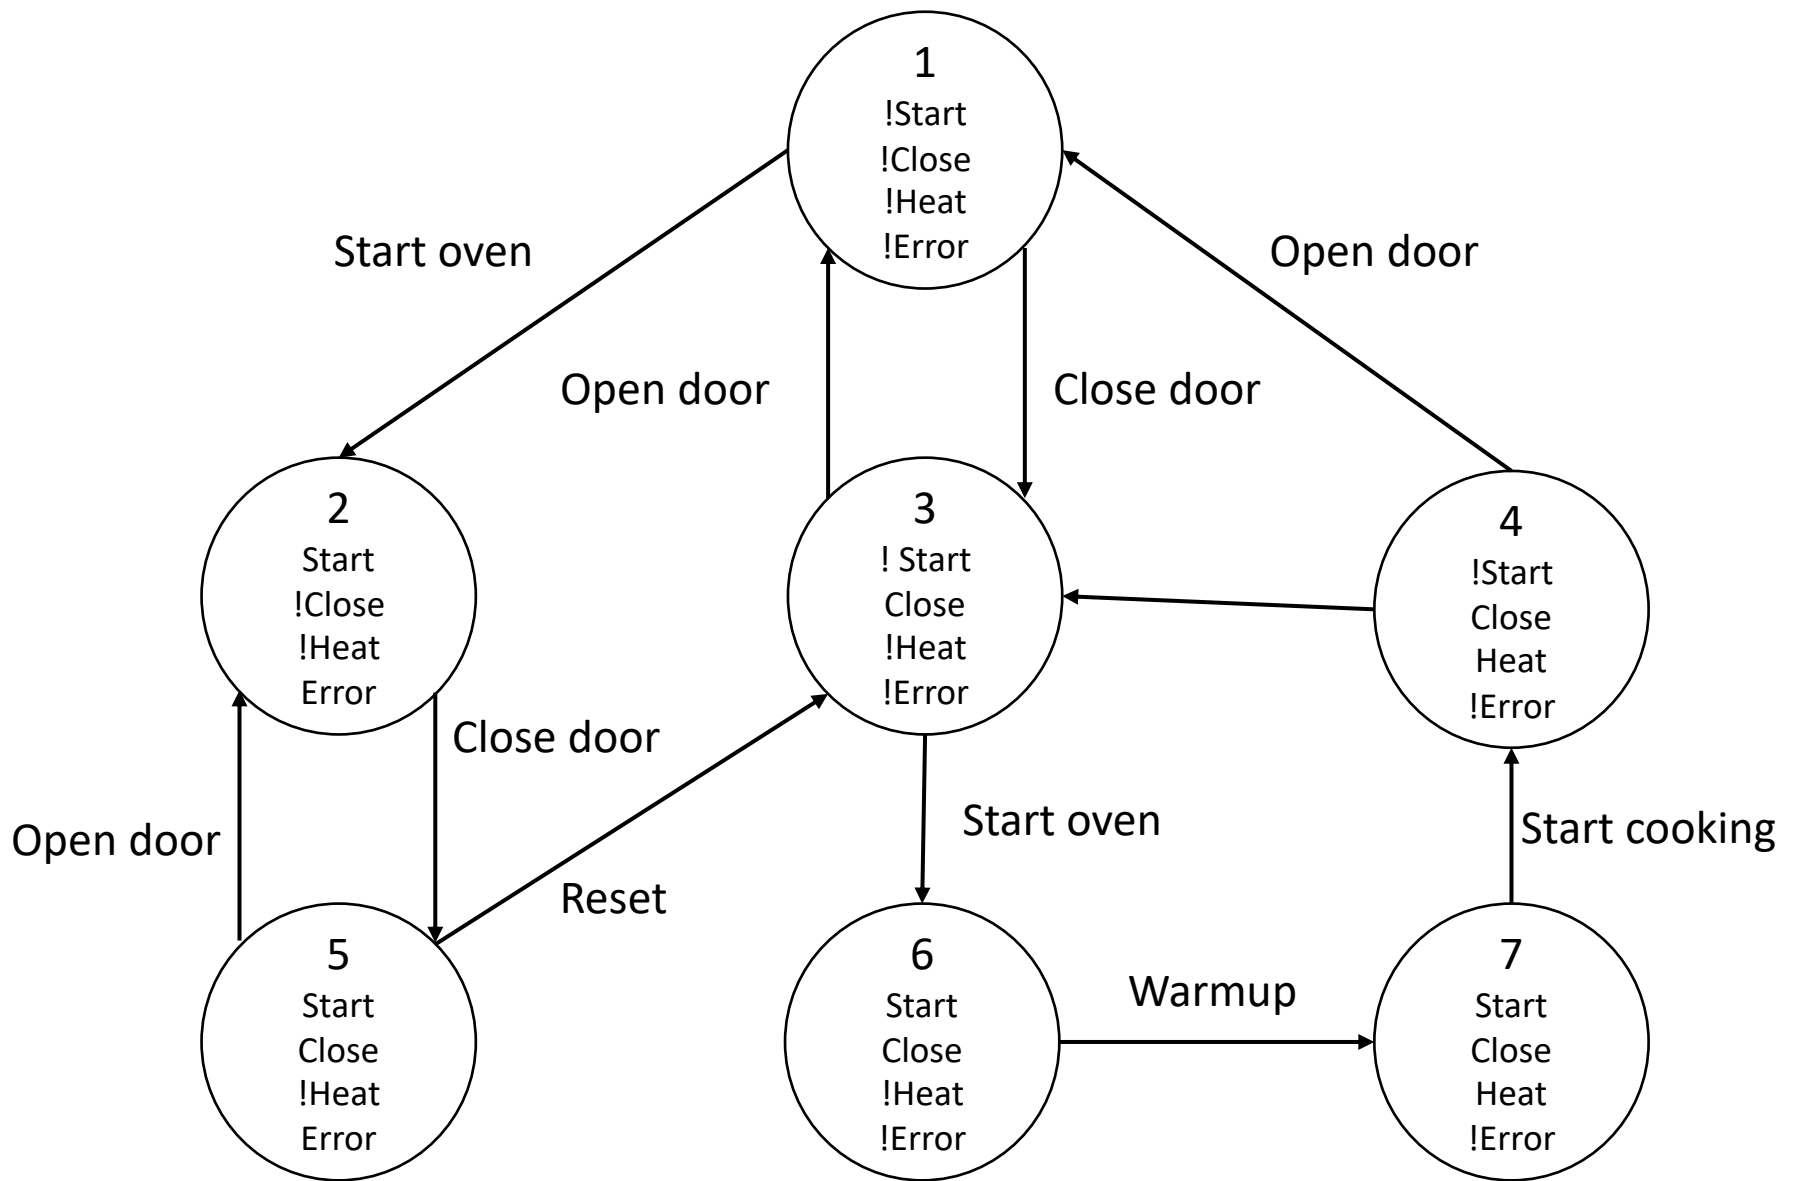 1
!Start
!Close
!Heat
!Error
Start oven
Open door
Open door
Close door
2
Start
!Close
!Heat
Error
3
! Start
Close
!Heat
!Error
4
!Start
Close
Heat
!Error
Close door
Open door
Reset
Start oven
Start cooking
5
Start
Close
!Heat
Error
6
Start
Close
!Heat
!Error
Warmup
7
Start
Close
Heat
!Error